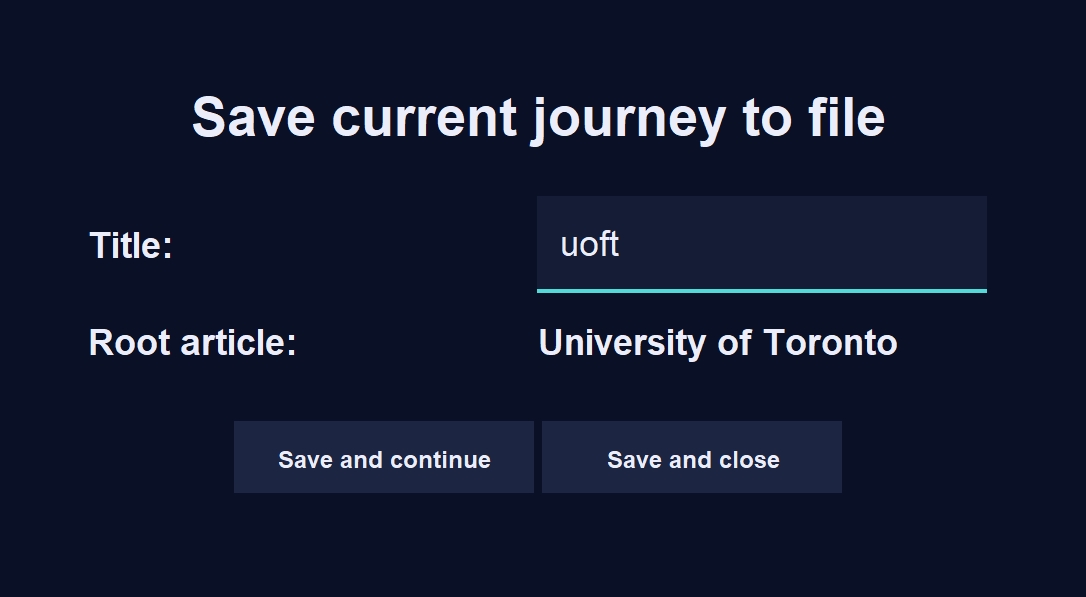 Save current journey to file
Title:
uoft
Root article:
University of Toronto
Save and continue
Save and close